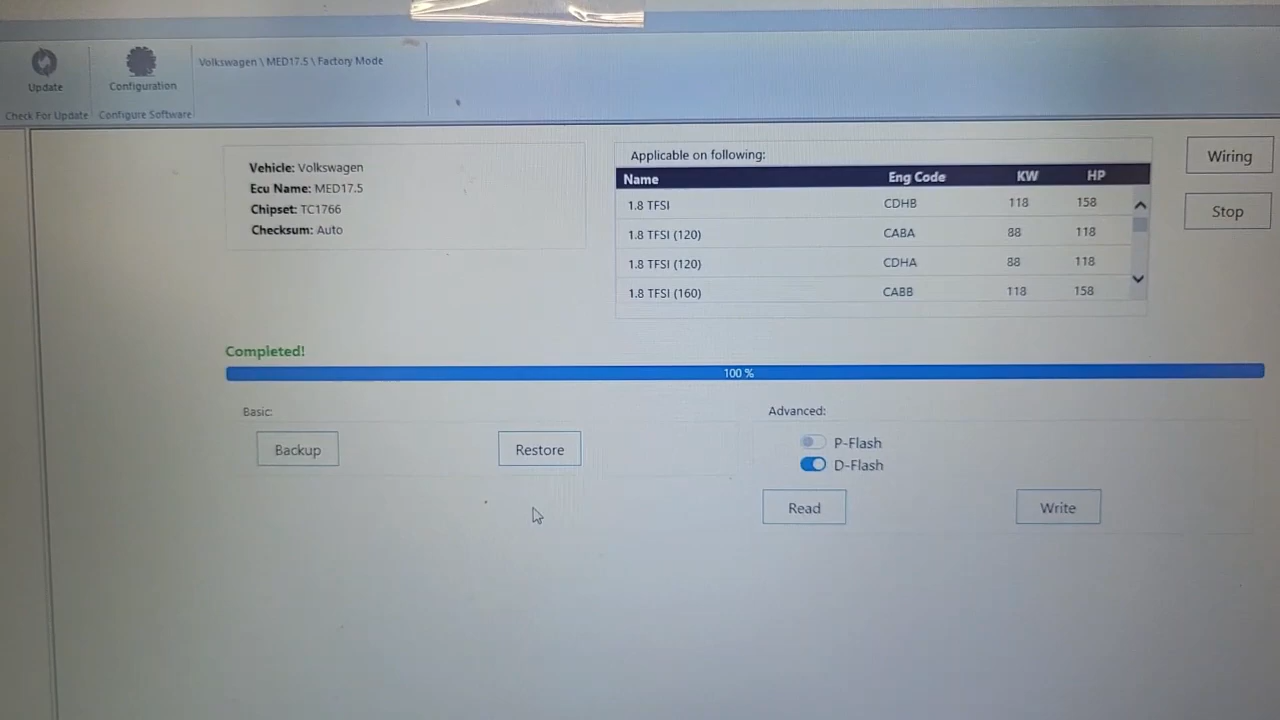 Update
Configuration
Volkswagen \ MED17.5 \ Factory Mode
Check For Update
Configure Software
Vehicle: Volkswagen
Ecu Name: MED17.5
Chipset: TC1766
Checksum: Auto
Applicable on following:
Name Eng Code KW HP
1.8 TFSI CDHB 118 158
1.8 TFSI (120) CABA 88 118
1.8 TFSI (120) CDHA 88 118
1.8 TFSI (160) CABB 118 158
Wiring
Stop
Completed!
100 %
Basic:
Backup
Restore
Advanced:
P-Flash
D-Flash
Read
Write